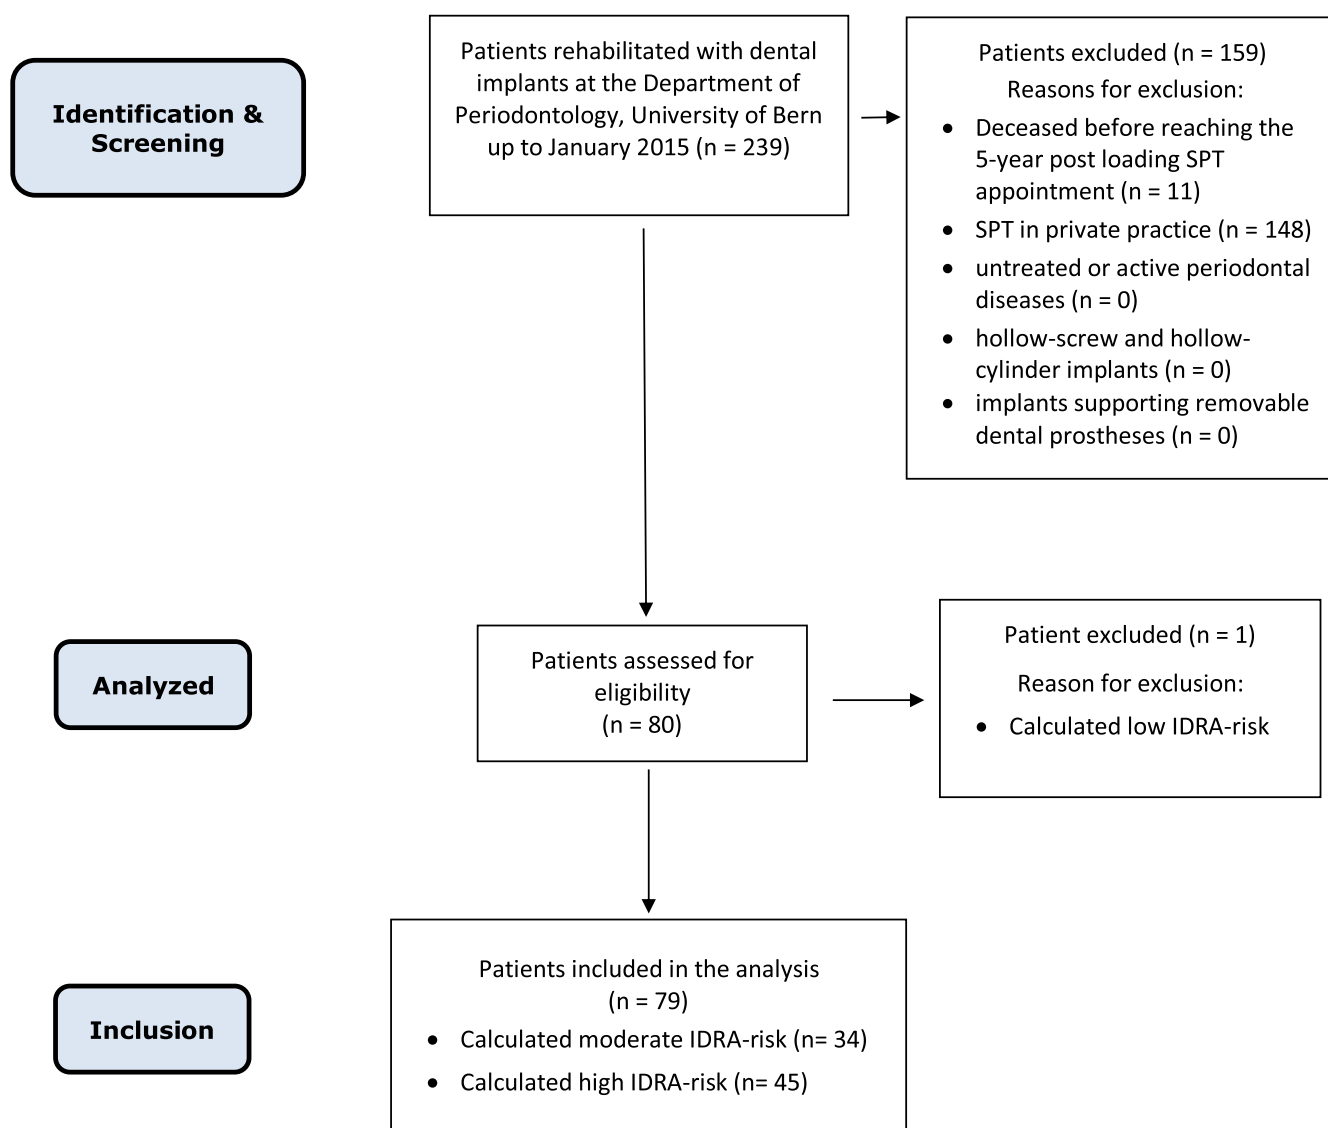 Identification &
Screening
Patients rehabilitated with dental
implants at the Department of
Periodontology, University of Bern
up to January 2015 (n = 239)
Patients excluded (n = 159)
Reasons for exclusion:
• Deceased before reaching the
5-year post loading SPT
appointment (n = 11)
• SPT in private practice (n = 148)
• untreated or active periodontal
diseases (n = 0)
• hollow-screw and hollow-
cylinder implants (n = 0)
• implants supporting removable
dental prostheses (n = 0)
Analyzed
Patients assessed for
eligibility
(n = 80)
Patient excluded (n = 1)
Reason for exclusion:
• Calculated low IDRA-risk
Inclusion
Patients included in the analysis
(n = 79)
• Calculated moderate IDRA-risk (n= 34)
• Calculated high IDRA-risk (n= 45)